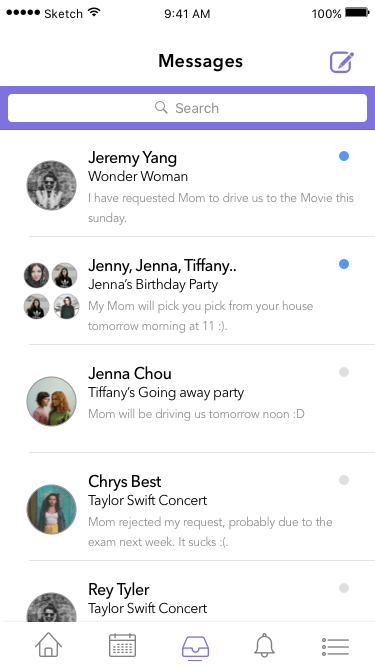 Sketch 9:41 AM 100%
Messages
Search
Jeremy Yang
Wonder Woman
I have requested Mom to drive us to the Movie this
sunday.
Jenny, Jenna, Tiffany..
Jenna’s Birthday Party
My Mom will pick you pick from your house
tomorrow morning at 11 :).
Jenna Chou
Tiffany’s Going away party
Mom will be driving us tomorrow noon :D
Chrys Best
Taylor Swift Concert
Mom rejected my request, probably due to the
exam next week. It sucks :(.
Rey Tyler
Taylor Swift Concert